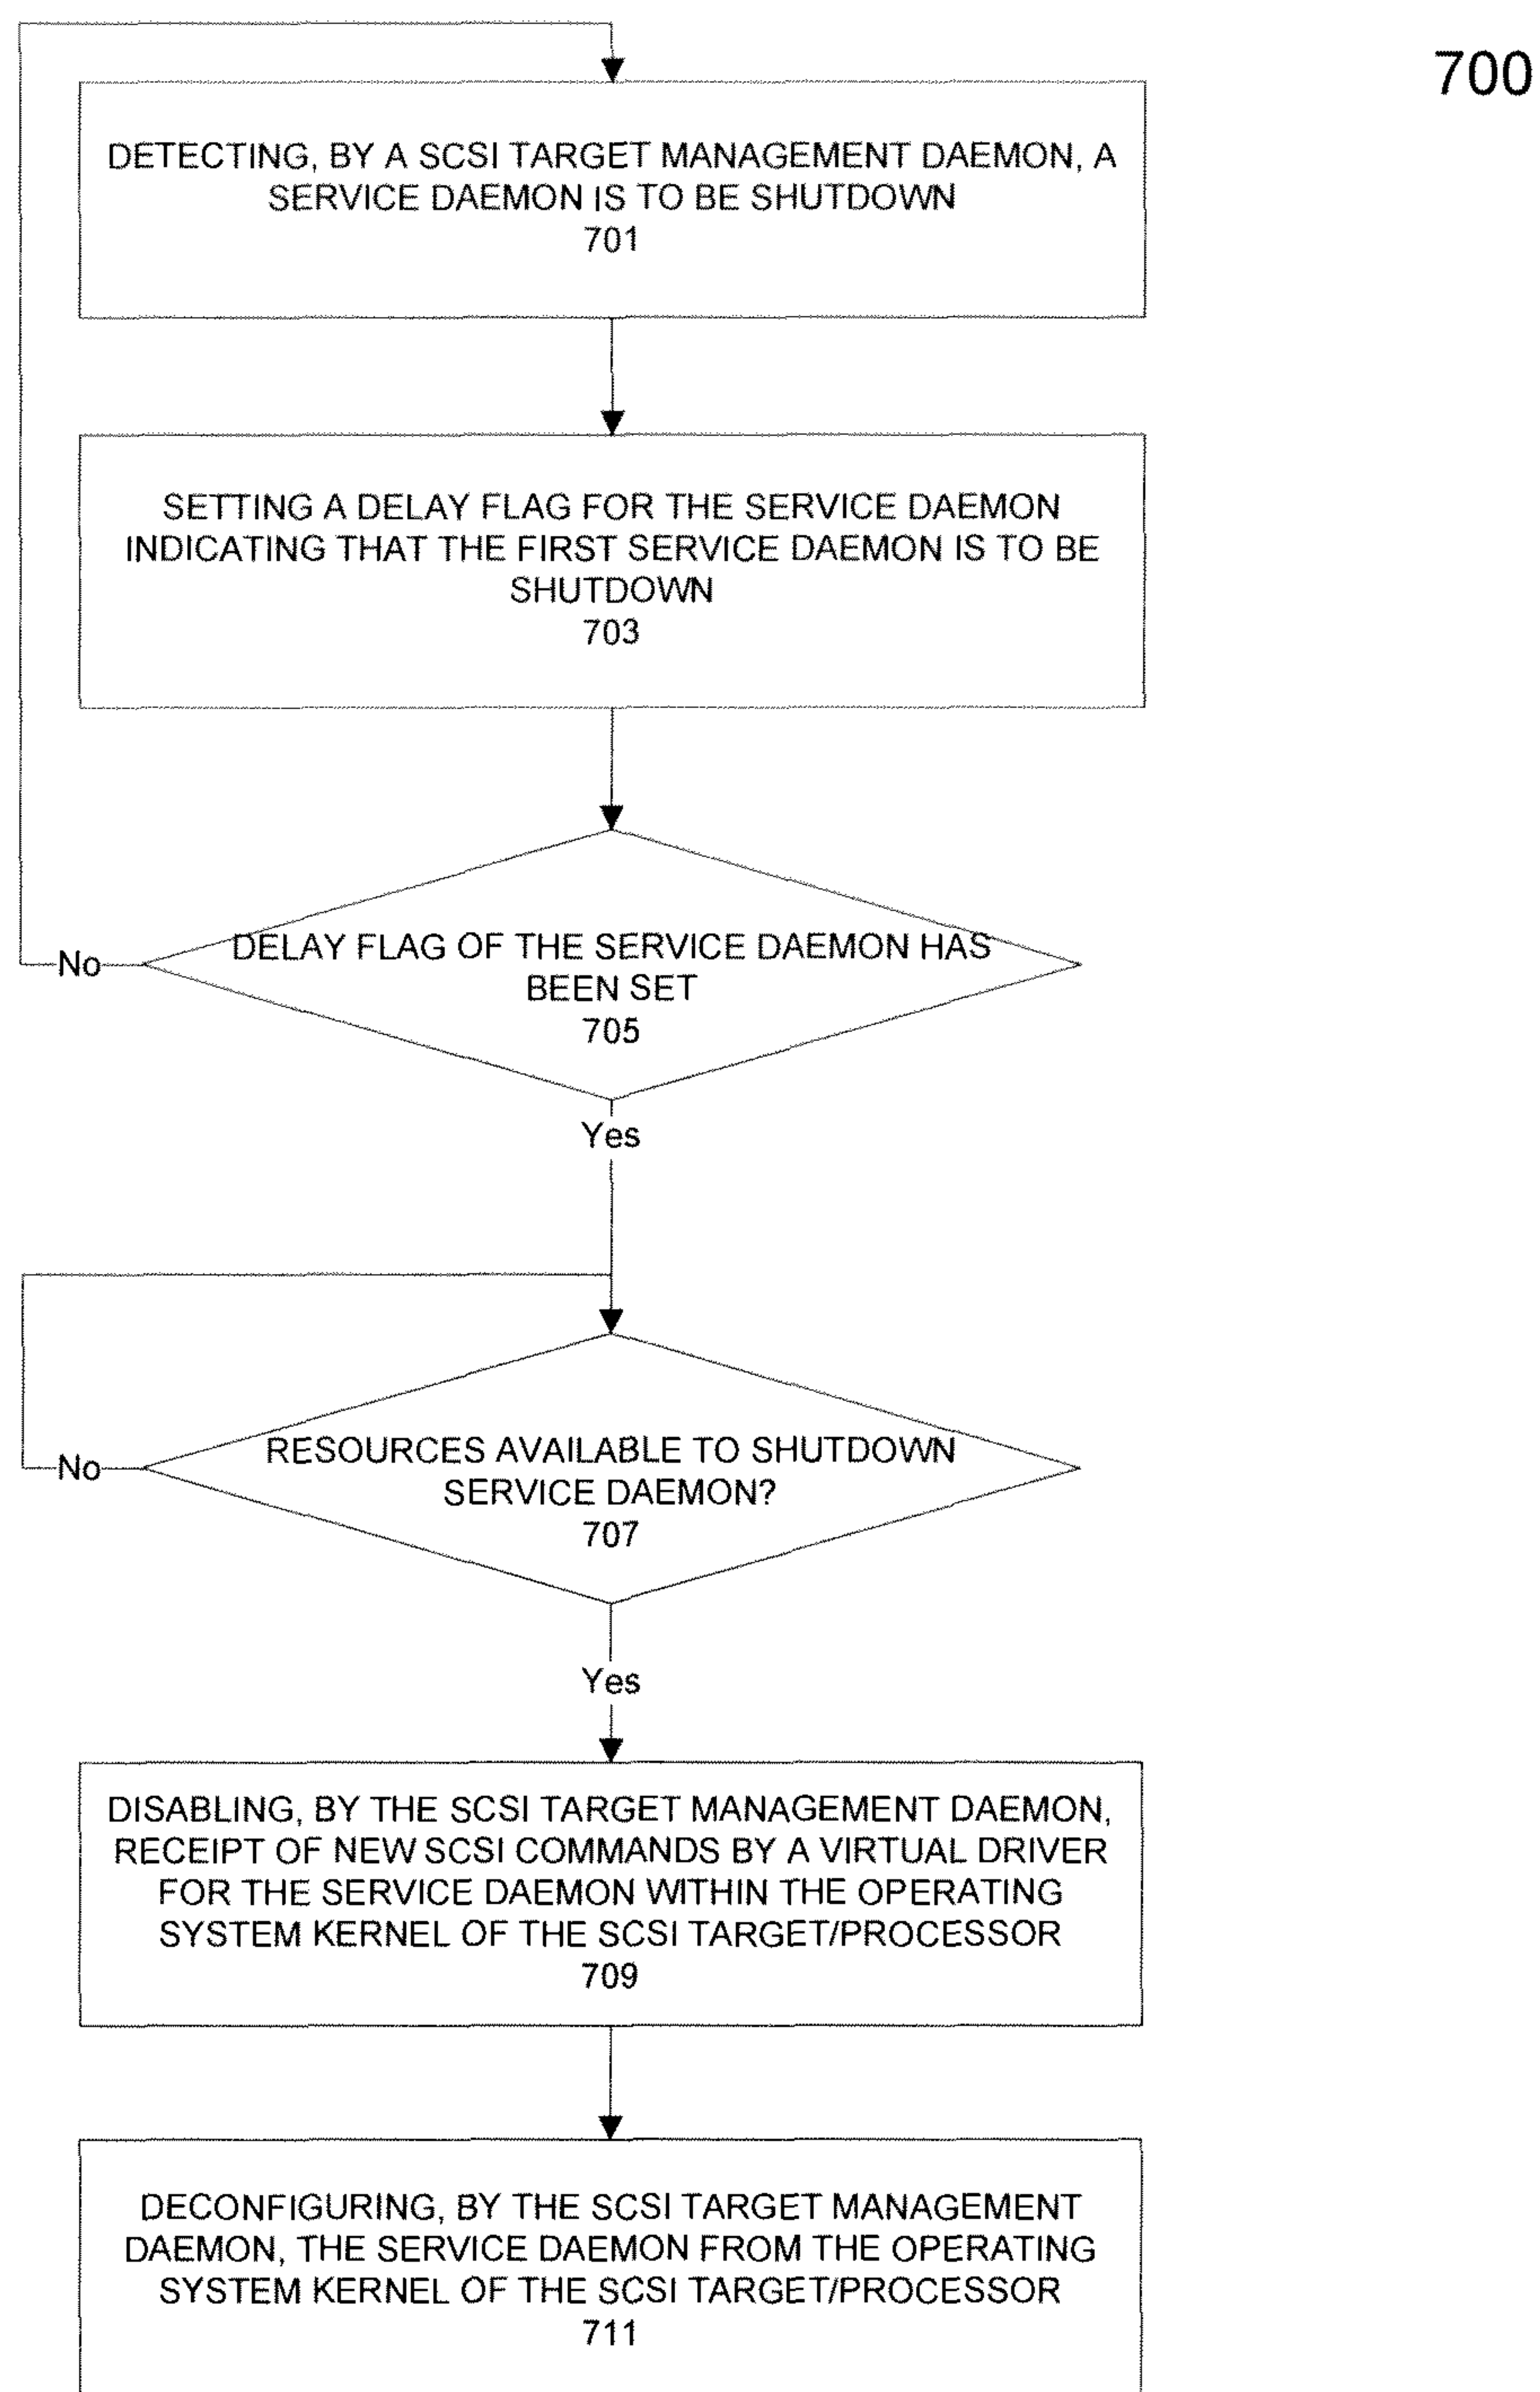 700
DETECTING, BY A SCSI TARGET MANAGEMENT DAEMON, A
SERVICE DAEMON IS TO BE SHUTDOWN
701
SETTING A DELAY FLAG FOR THE SERVICE DAEMON
INDICATING THAT THE FIRST SERVICE DAEMON IS TO BE
SHUTDOWN
703
DELAY FLAG OF THE SERVICE DAEMON HAS
No
BEEN SET
705
Yes
RESOURCES AVAILABLE TO SHUTDOWN
No
SERVICE DAEMON?
707
Yes
DISABLING, BY THE SCSI TARGET MANAGEMENT DAEMON,
RECEIPT OF NEW SCSI COMMANDS BY A VIRTUAL DRIVER
FOR THE SERVICE DAEMON WITHIN THE OPERATING
SYSTEM KERNEL OF THE SCSI TARGET/PROCESSOR
709
DECONFIGURING, BY THE SCSI TARGET MANAGEMENT
DAEMON, THE SERVICE DAEMON FROM THE OPERATING
SYSTEM KERNEL OF THE SCSI TARGET/PROCESSOR
711